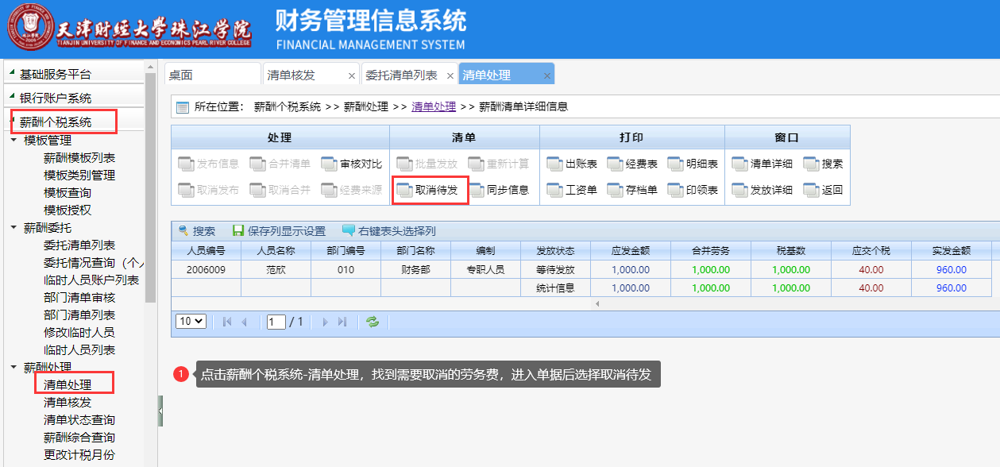 天津财经大学珠江学院
TIANJIN UNIVERSITY OF FINANCE AND ECONOMICS PEARL RIVER COLLEGE
财务管理信息系统
FINANCIAL MANAGEMENT SYSTEM
基础服务平台
银行账户系统
薪酬个税系统
模板管理
薪酬模板列表
模板类别管理
模板查询
模板授权
薪酬委托
委托清单列表
委托情况查询（个人
临时人员账户列表
部门清单审核
部门清单列表
修改临时人员
临时人员列表
薪酬处理
清单处理
清单核发
清单状态查询
薪酬综合查询
更改计税月份
桌面 清单核发 × 委托清单列表 × 清单处理 ×
所在位置： 薪酬个税系统 >> 薪酬处理 >> 清单处理 >> 薪酬清单详细信息
处理 清单 打印 窗口
发布信息 合并清单 审核对比 批量发放 重新计算 出账表 经费表 明细表 清单详细 搜索
取消发布 取消合并 经费来源 取消待发 同步信息 工资单 存档单 印领表 发放详细 返回
搜索 保存列显示设置 右键表头选择列
人员编号 人员名称 部门编号 部门名称 编制 发放状态 应发金额 合并劳务 税基数 应交个税 实发金额
2006009 范欣 010 财务部 专职人员 等待发放 1,000.00 1,000.00 1,000.00 40.00 960.00
统计信息 1,000.00 1,000.00 1,000.00 40.00 960.00
10 1 / 1
1 点击薪酬个税系统-清单处理，找到需要取消的劳务费，进入单据后选择取消待发